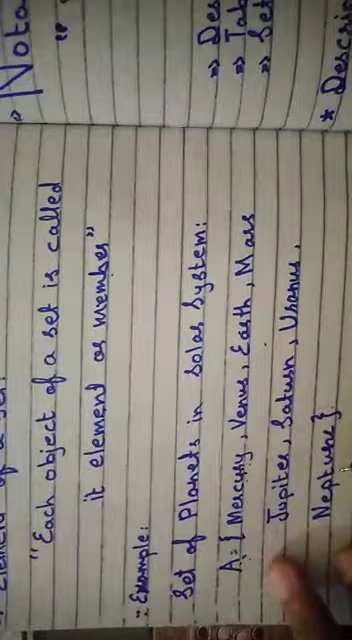 "Each object of a set is called
it element or member"
:: Example:
Set of Planets in Solar System:
A = { Mercury, Venus, Earth, Mars
Jupiter, Saturn, Uranus,
Neptune}
» Nota
⇒ Des
⇒ Tab
⇒ Set
* Descrip